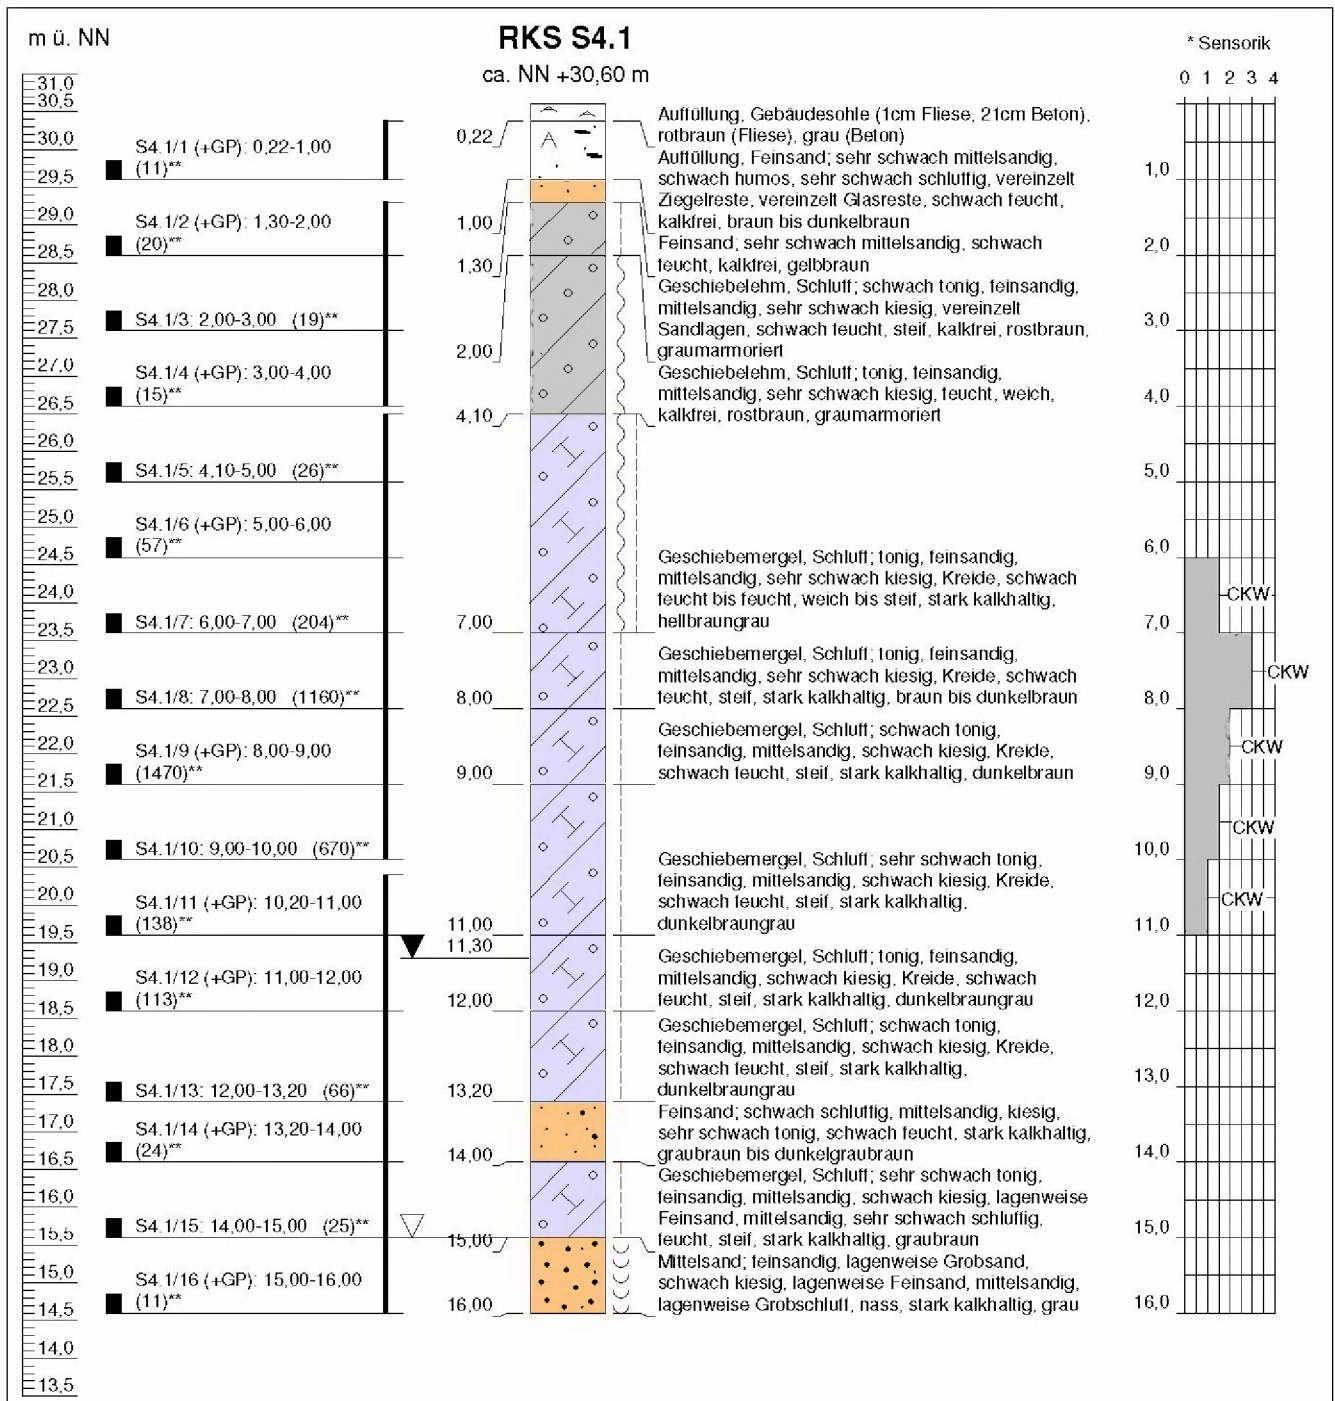 m ü. NN
RKS S4.1
ca. NN +30,60 m
* Sensorik
0 1 2 3 4
31,0
30,5
30,0
29,5
29,0
28,5
28,0
27,5
27,0
26,5
26,0
25,5
25,0
24,5
24,0
23,5
23,0
22,5
22,0
21,5
21,0
20,5
20,0
19,5
19,0
18,5
18,0
17,5
17,0
16,5
16,0
15,5
15,0
14,5
14,0
13,5
S4.1/1 (+GP): 0,22-1,00
(11)**
S4.1/2 (+GP): 1,30-2,00
(20)**
S4.1/3: 2,00-3,00 (19)**
S4.1/4 (+GP): 3,00-4,00
(15)**
S4.1/5: 4,10-5,00 (26)**
S4.1/6 (+GP): 5,00-6,00
(57)**
S4.1/7: 6,00-7,00 (204)**
S4.1/8: 7,00-8,00 (1160)**
S4.1/9 (+GP): 8,00-9,00
(1470)**
S4.1/10: 9,00-10,00 (670)**
S4.1/11 (+GP): 10,20-11,00
(138)**
S4.1/12 (+GP): 11,00-12,00
(113)**
S4.1/13: 12,00-13,20 (66)**
S4.1/14 (+GP): 13,20-14,00
(24)**
S4.1/15: 14,00-15,00 (25)**
S4.1/16 (+GP): 15,00-16,00
(11)**
0,22
1,00
1,30
2,00
4,10
7,00
8,00
9,00
11,00
11,30
12,00
13,20
14,00
15,00
16,00
Auffüllung, Gebäudesohle (1cm Fliese, 21cm Beton),
rotbraun (Fliese), grau (Beton)
Auffüllung, Feinsand; sehr schwach mittelsandig,
schwach humos, sehr schwach schluffig, vereinzelt
Ziegelreste, vereinzelt Glasreste, schwach feucht,
kalkfrei, braun bis dunkelbraun
Feinsand; sehr schwach mittelsandig, schwach
feucht, kalkfrei, gelbbraun
Geschiebelehm, Schluff; schwach tonig, feinsandig,
mittelsandig, sehr schwach kiesig, vereinzelt
Sandlagen, schwach feucht, steif, kalkfrei, rostbraun,
graumarmoriert
Geschiebelehm, Schluff; tonig, feinsandig,
mittelsandig, sehr schwach kiesig, feucht, weich,
kalkfrei, rostbraun, graumarmoriert
Geschiebemergel, Schluff; tonig, feinsandig,
mittelsandig, sehr schwach kiesig, Kreide, schwach
feucht bis feucht, weich bis steif, stark kalkhaltig,
hellbraungrau
Geschiebemergel, Schluff; tonig, feinsandig,
mittelsandig, sehr schwach kiesig, Kreide, schwach
feucht, steif, stark kalkhaltig, braun bis dunkelbraun
Geschiebemergel, Schluff; schwach tonig,
feinsandig, mittelsandig, schwach kiesig, Kreide,
schwach feucht, steif, stark kalkhaltig, dunkelbraun
Geschiebemergel, Schluff; sehr schwach tonig,
feinsandig, mittelsandig, schwach kiesig, Kreide,
schwach feucht, steif, stark kalkhaltig,
dunkelbraungrau
Geschiebemergel, Schluff; tonig, feinsandig,
mittelsandig, schwach kiesig, Kreide, schwach
feucht, steif, stark kalkhaltig, dunkelbraungrau
Geschiebemergel, Schluff; schwach tonig,
feinsandig, mittelsandig, schwach kiesig, Kreide,
schwach feucht, steif, stark kalkhaltig,
dunkelbraungrau
Feinsand; schwach schluffig, mittelsandig, kiesig,
sehr schwach tonig, schwach feucht, stark kalkhaltig,
graubraun bis dunkelgraubraun
Geschiebemergel, Schluff; sehr schwach tonig,
feinsandig, mittelsandig, schwach kiesig, lagenweise
Feinsand, mittelsandig, sehr schwach schluffig,
feucht, steif, stark kalkhaltig, graubraun
Mittelsand; feinsandig, lagenweise Grobsand,
schwach kiesig, lagenweise Feinsand, mittelsandig,
lagenweise Grobschluff, nass, stark kalkhaltig, grau
1,0
2,0
3,0
4,0
5,0
6,0
7,0
8,0
9,0
10,0
11,0
12,0
13,0
14,0
15,0
16,0
CKW
CKW
CKW
CKW
CKW